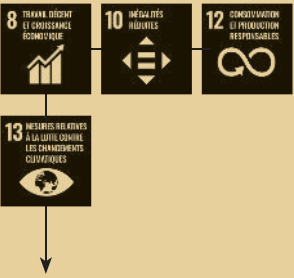 8 TRAVAIL DÉCENT
ET CROISSANCE
ÉCONOMIQUE
10 INÉGALITÉS
RÉDUITES
12 CONSOMMATION
ET PRODUCTION
RESPONSABLES
13 MESURES RELATIVES
À LA LUTTE CONTRE
LES CHANGEMENTS
CLIMATIQUES